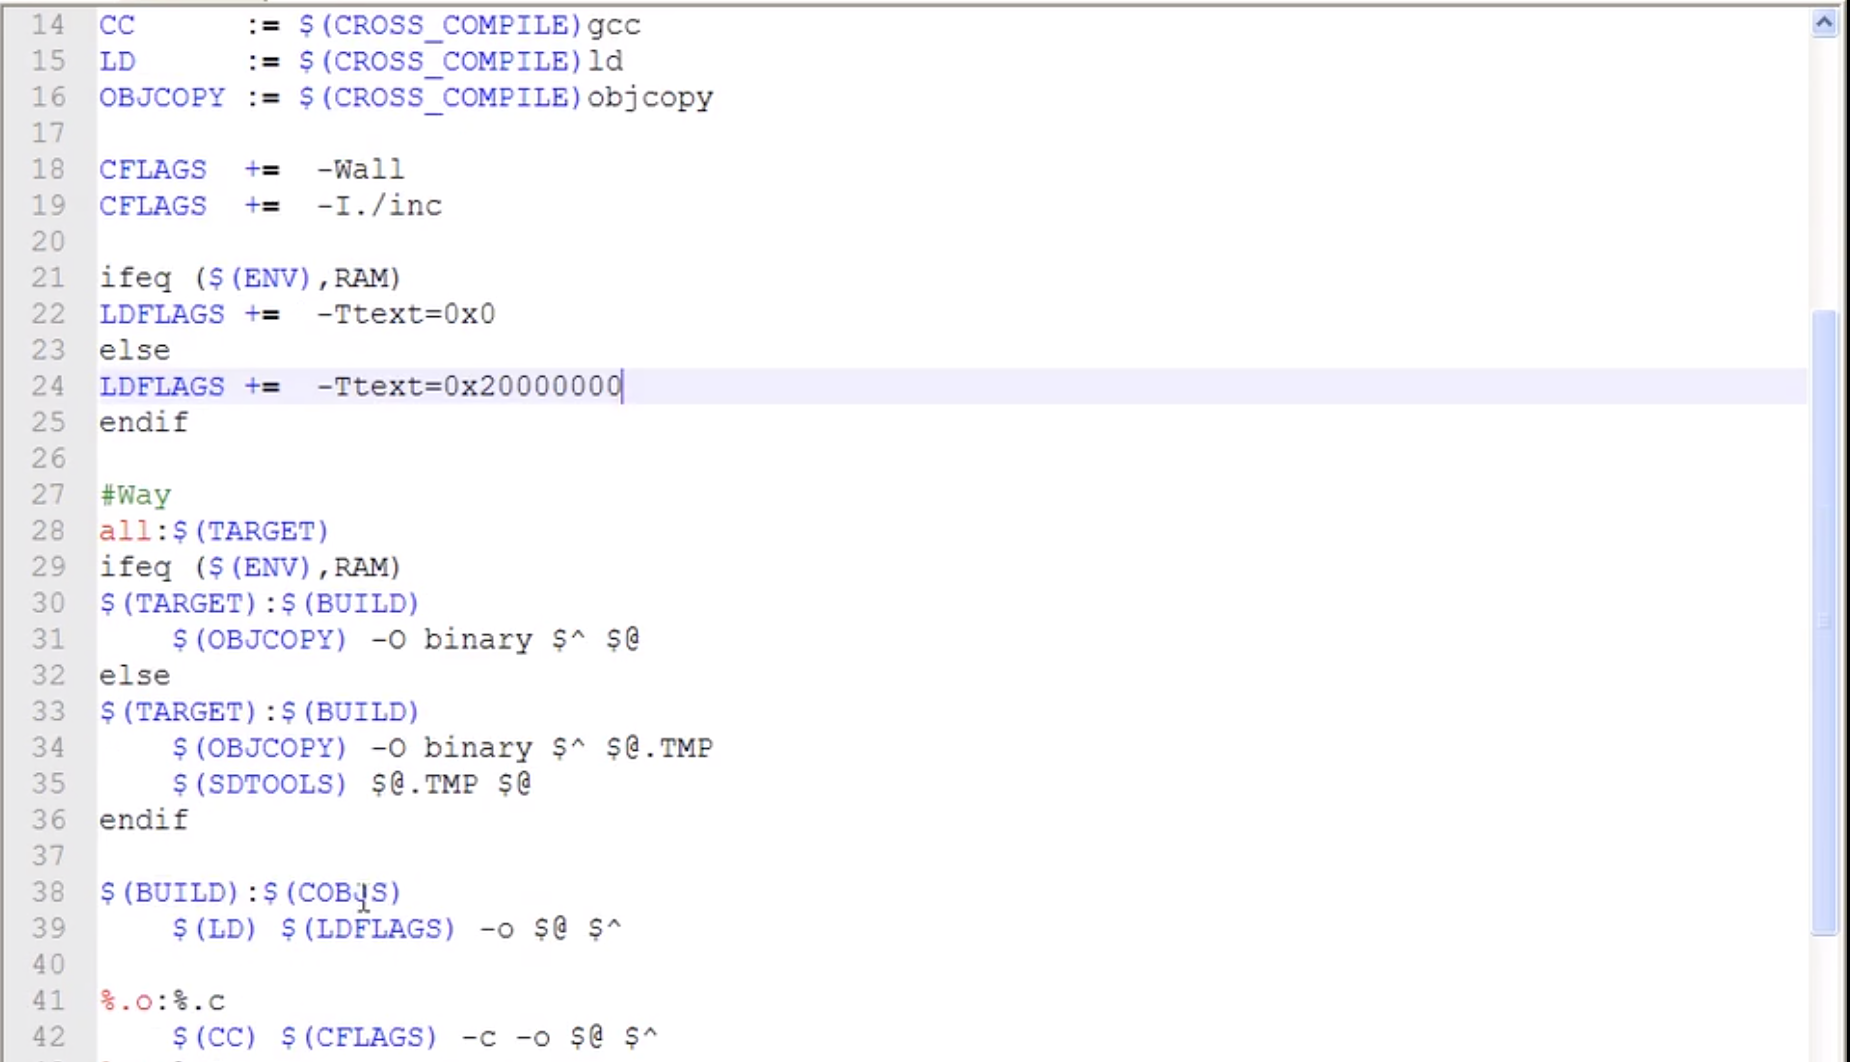 14 CC      := $(CROSS_COMPILE)gcc
15 LD      := $(CROSS_COMPILE)ld
16 OBJCOPY := $(CROSS_COMPILE)objcopy
17
18 CFLAGS  +=  -Wall
19 CFLAGS  +=  -I./inc
20
21 ifeq ($(ENV),RAM)
22 LDFLAGS +=  -Ttext=0x0
23 else
24 LDFLAGS +=  -Ttext=0x20000000
25 endif
26
27 #Way
28 all:$(TARGET)
29 ifeq ($(ENV),RAM)
30 $(TARGET):$(BUILD)
31     $(OBJCOPY) -O binary $^ $@
32 else
33 $(TARGET):$(BUILD)
34     $(OBJCOPY) -O binary $^ $@.TMP
35     $(SDTOOLS) $@.TMP $@
36 endif
37
38 $(BUILD):$(COBJS)
39     $(LD) $(LDFLAGS) -o $@ $^
40
41 %.o:%.c
42     $(CC) $(CFLAGS) -c -o $@ $^